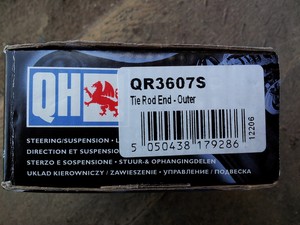 QH
QR3607S
Tie Rod End - Outer
5 050438 179286
12206
STEERING/SUSPENSION • L
DIRECTION ET SUSPENSION
STERZO E SOSPENSIONE • STUUR-& OPHANGINGDELEN
UKLAD KIEROWNICZY / ZAWIESZENIE • УПРАВЛЕНИЕ / ПОДВЕСКА